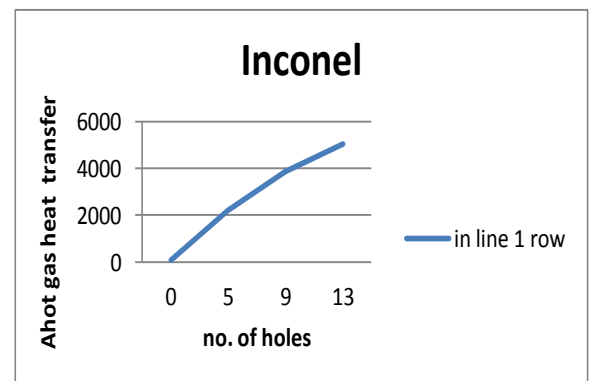 Inconel
Ahot gas heat transfer
6000
4000
2000
0
0 5 9 13
no. of holes
in line 1 row